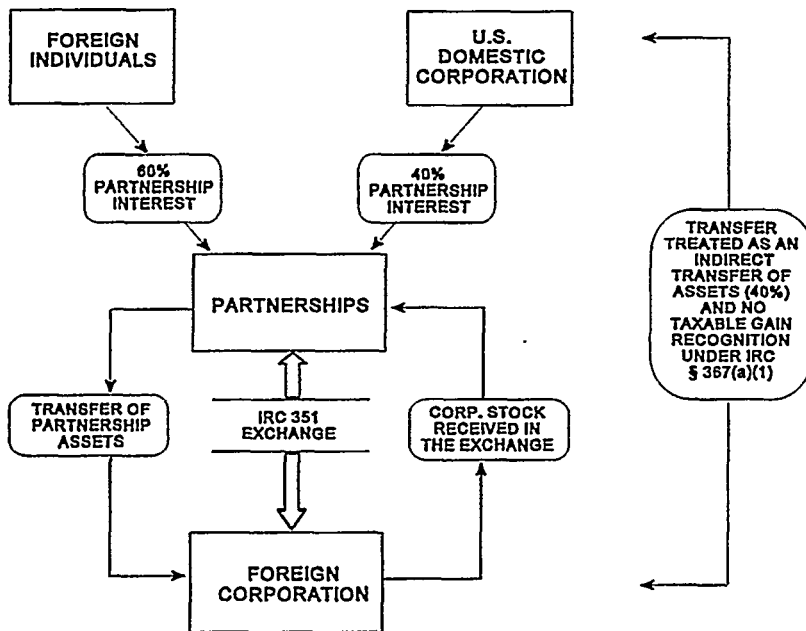 FOREIGN
INDIVIDUALS
U.S.
DOMESTIC
CORPORATION
60%
PARTNERSHIP
INTEREST
40%
PARTNERSHIP
INTEREST
PARTNERSHIPS
TRANSFER OF
PARTNERSHIP
ASSETS
IRC 351
EXCHANGE
CORP. STOCK
RECEIVED IN
THE EXCHANGE
FOREIGN
CORPORATION
TRANSFER
TREATED AS AN
INDIRECT
TRANSFER OF
ASSETS (40%)
AND NO
TAXABLE GAIN
RECOGNITION
UNDER IRC
§ 367(a)(1)